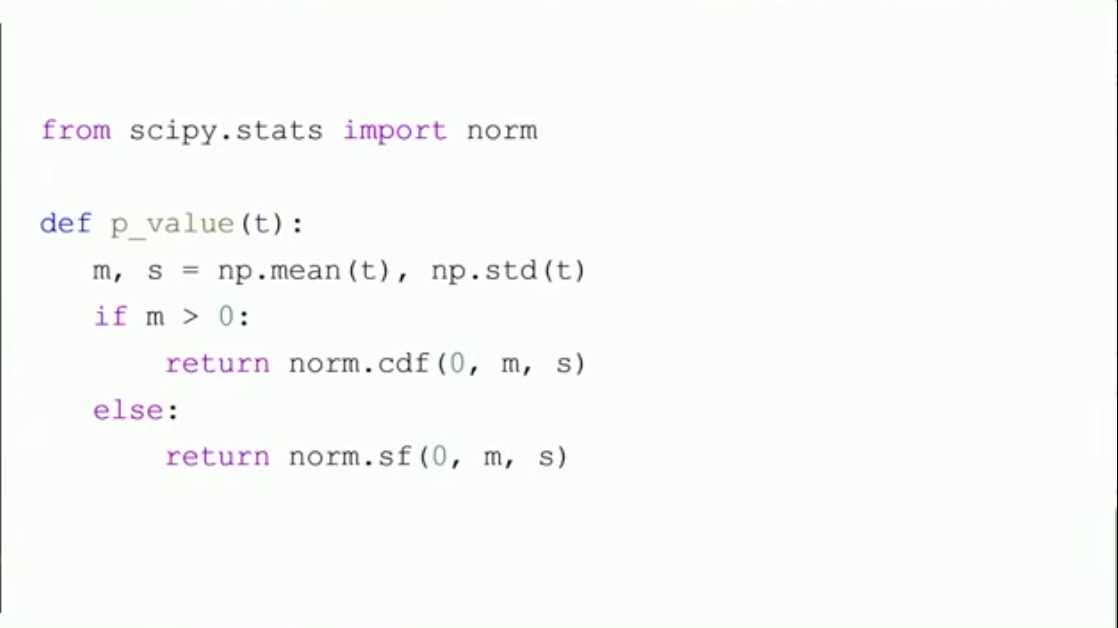 from scipy.stats import norm
def p_value(t):
m, s = np.mean(t), np.std(t)
if m > 0:
return norm.cdf(0, m, s)
else:
return norm.sf(0, m, s)